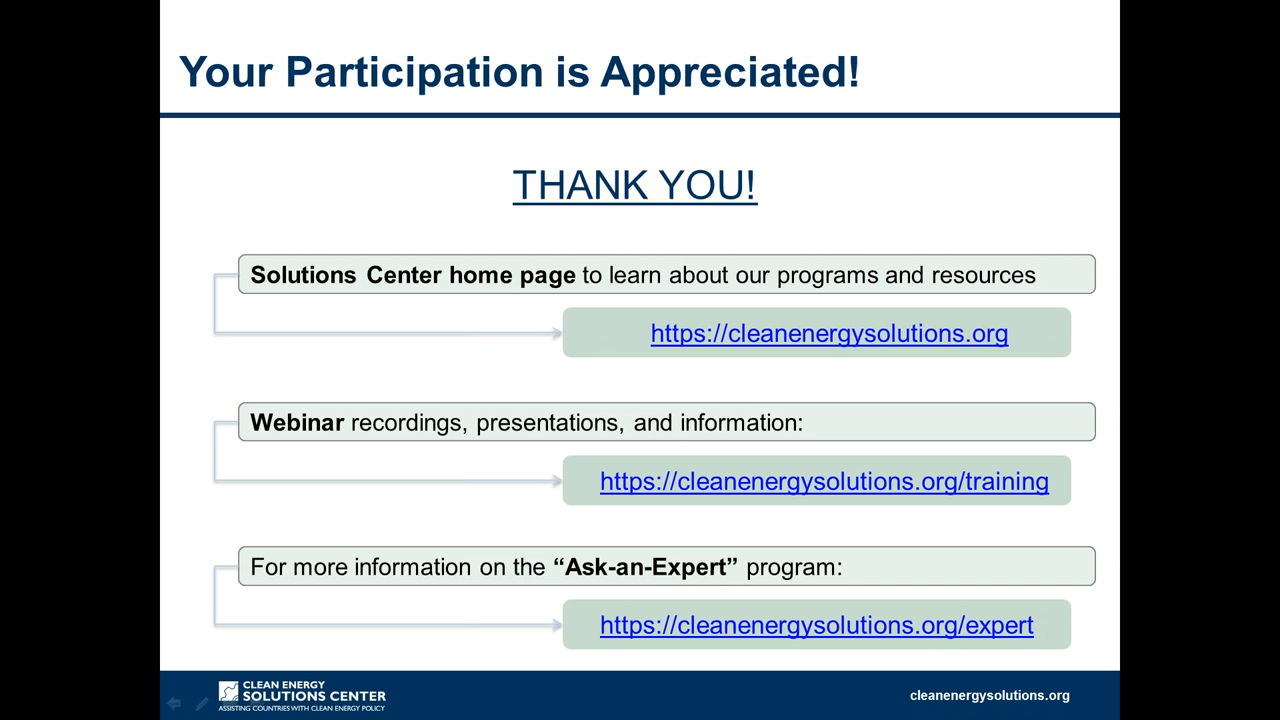 Your Participation is Appreciated!
THANK YOU!
Solutions Center home page to learn about our programs and resources
https://cleanenergysolutions.org
Webinar recordings, presentations, and information:
https://cleanenergysolutions.org/training
For more information on the “Ask-an-Expert” program:
https://cleanenergysolutions.org/expert
CLEAN ENERGY
SOLUTIONS CENTER
ASSISTING COUNTRIES WITH CLEAN ENERGY POLICY
cleanenergysolutions.org